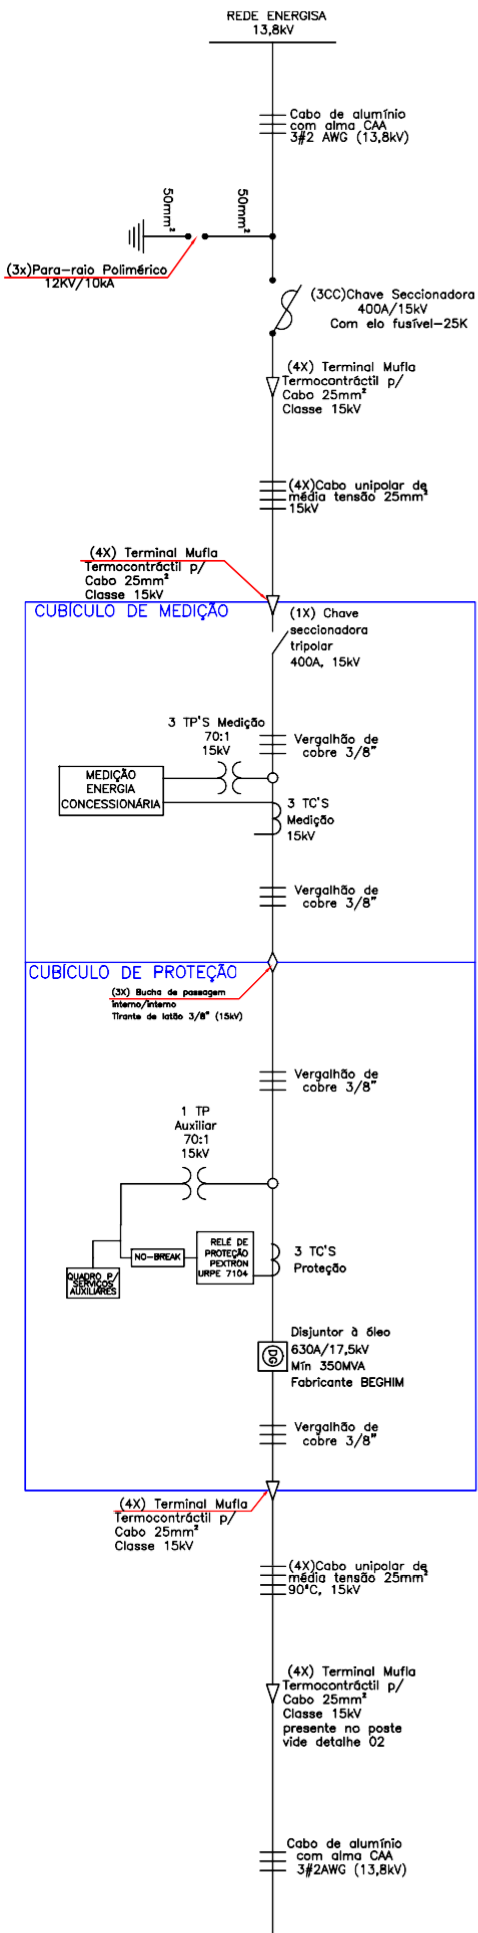 REDE ENERGISA
13,8kV
Cabo de alumínio
com alma CAA
3#2 AWG (13,8kV)
50mm²
50mm²
(3x)Para-raio Polimérico
12KV/10kA
(3CC)Chave Seccionadora
400A/15kV
Com elo fusível-25K
(4X) Terminal Mufla
Termocontráctil p/
Cabo 25mm²
Classe 15kV
(4X)Cabo unipolar de
média tensão 25mm²
15kV
(4X) Terminal Mufla
Termocontráctil p/
Cabo 25mm²
Classe 15kV
CUBÍCULO DE MEDIÇÃO
(1X) Chave
seccionadora
tripolar
400A, 15kV
3 TP'S Medição
70:1
15kV
Vergalhão de
cobre 3/8"
MEDIÇÃO
ENERGIA
CONCESSIONÁRIA
3 TC'S
Medição
15kV
Vergalhão de
cobre 3/8"
CUBÍCULO DE PROTEÇÃO
(3X) Bucha de passagem
interno/interno
Tirante de latão 3/8" (15kV)
Vergalhão de
cobre 3/8"
1 TP
Auxiliar
70:1
15kV
RELÉ DE
PROTEÇÃO
PEXTRON
URPE 7104
NO-BREAK
QUADRO P/
SERVIÇOS
AUXILIARES
3 TC'S
Proteção
DG
Disjuntor à óleo
630A/17,5kV
Mín 350MVA
Fabricante BEGHIM
Vergalhão de
cobre 3/8"
(4X) Terminal Mufla
Termocontráctil p/
Cabo 25mm²
Classe 15kV
(4X)Cabo unipolar de
média tensão 25mm²
90°C, 15kV
(4X) Terminal Mufla
Termocontráctil p/
Cabo 25mm²
Classe 15kV
presente no poste
vide detalhe 02
Cabo de alumínio
com alma CAA
3#2AWG (13,8kV)